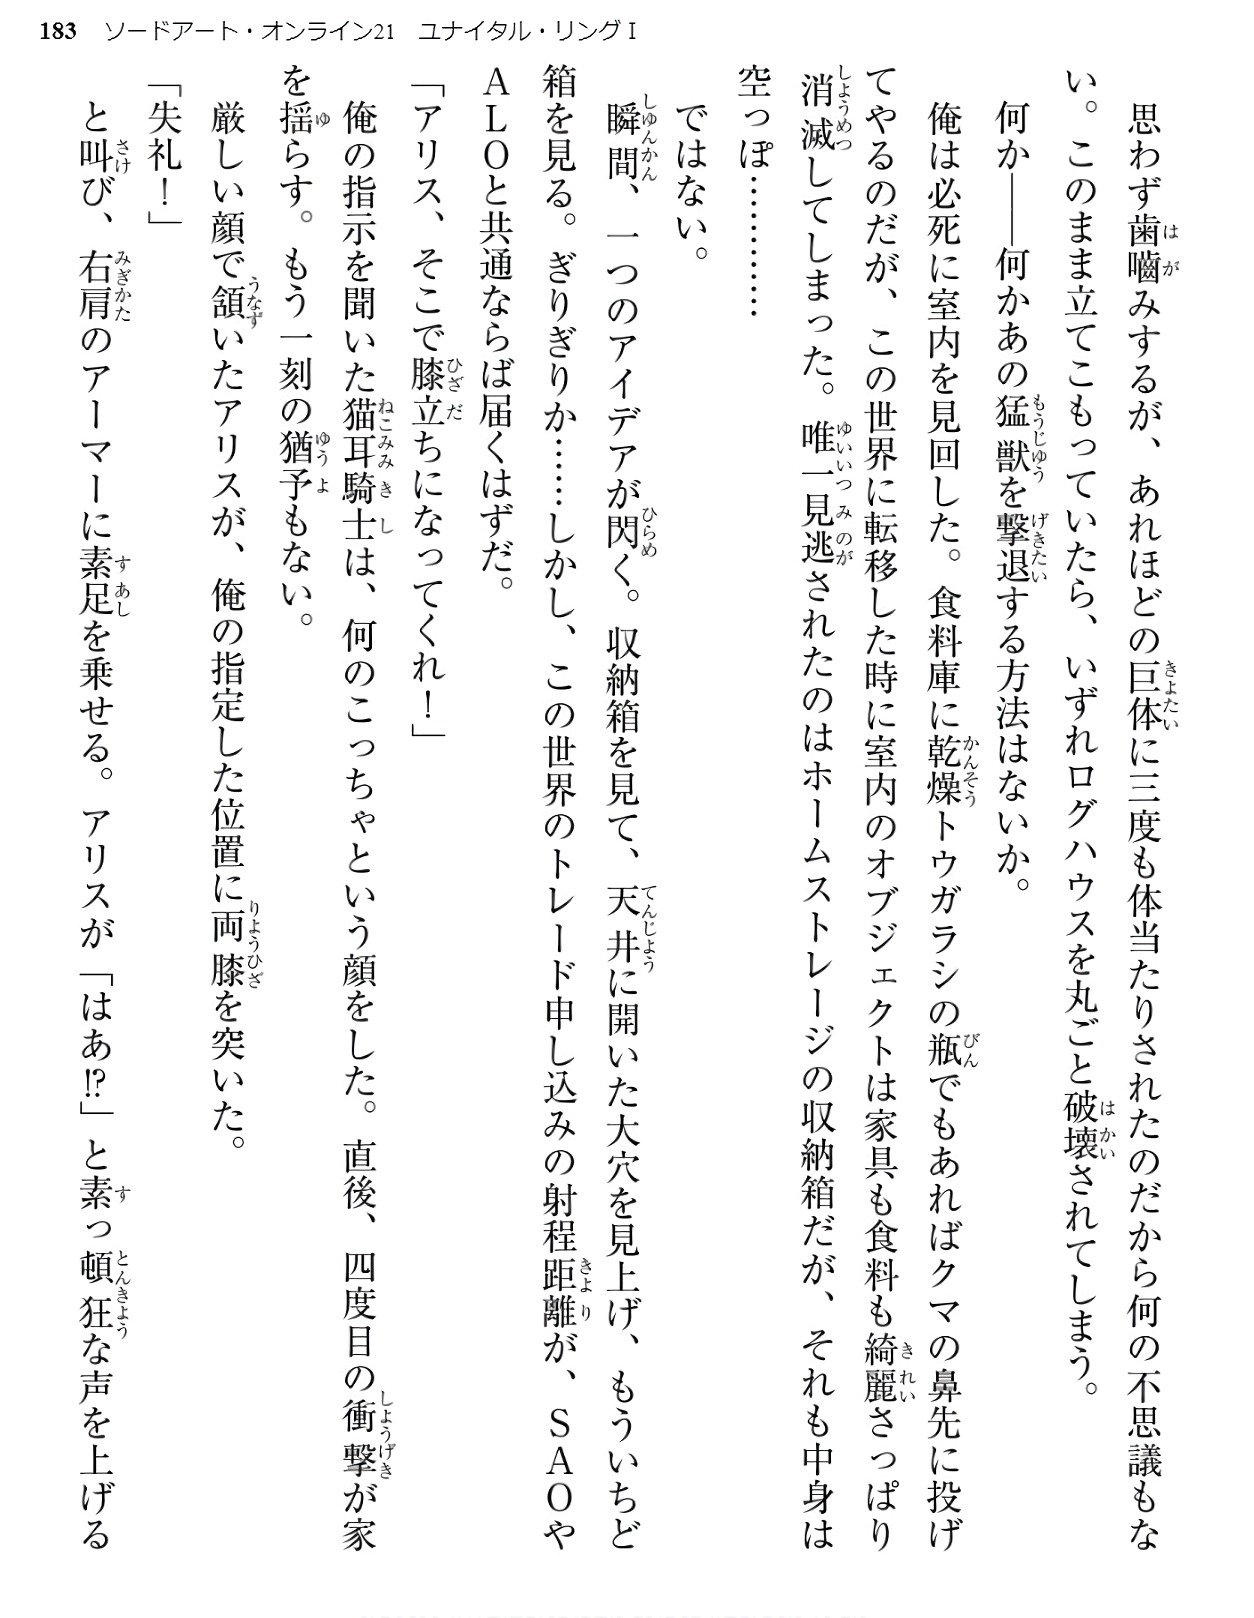 183 ソードアート・オンライン21 ユナイタル・リングⅠ
思わず歯嚙みするが、あれほどの巨体に三度も体当たりされたのだから何の不思議もな
い。このまま立てこもっていたら、いずれログハウスを丸ごと破壊されてしまう。
何か――何かあの猛獣を撃退する方法はないか。
俺は必死に室内を見回した。食料庫に乾燥トウガラシの瓶でもあればクマの鼻先に投げ
てやるのだが、この世界に転移した時に室内のオブジェクトは家具も食料も綺麗さっぱり
消滅してしまった。唯一見逃されたのはホームストレージの収納箱だが、それも中身は
空っぽ…………
ではない。
瞬間、一つのアイデアが閃く。収納箱を見て、天井に開いた大穴を見上げ、もういちど
箱を見る。ぎりぎりか……しかし、この世界のトレード申し込みの射程距離が、ＳＡＯや
ＡＬＯと共通ならば届くはずだ。
「アリス、そこで膝立ちになってくれ！」
俺の指示を聞いた猫耳騎士は、何のこっちゃという顔をした。直後、四度目の衝撃が家
を揺らす。もう一刻の猶予もない。
厳しい顔で頷いたアリスが、俺の指定した位置に両膝を突いた。
「失礼！」
と叫び、右肩のアーマーに素足を乗せる。アリスが「はあ!?」と素っ頓狂な声を上げる